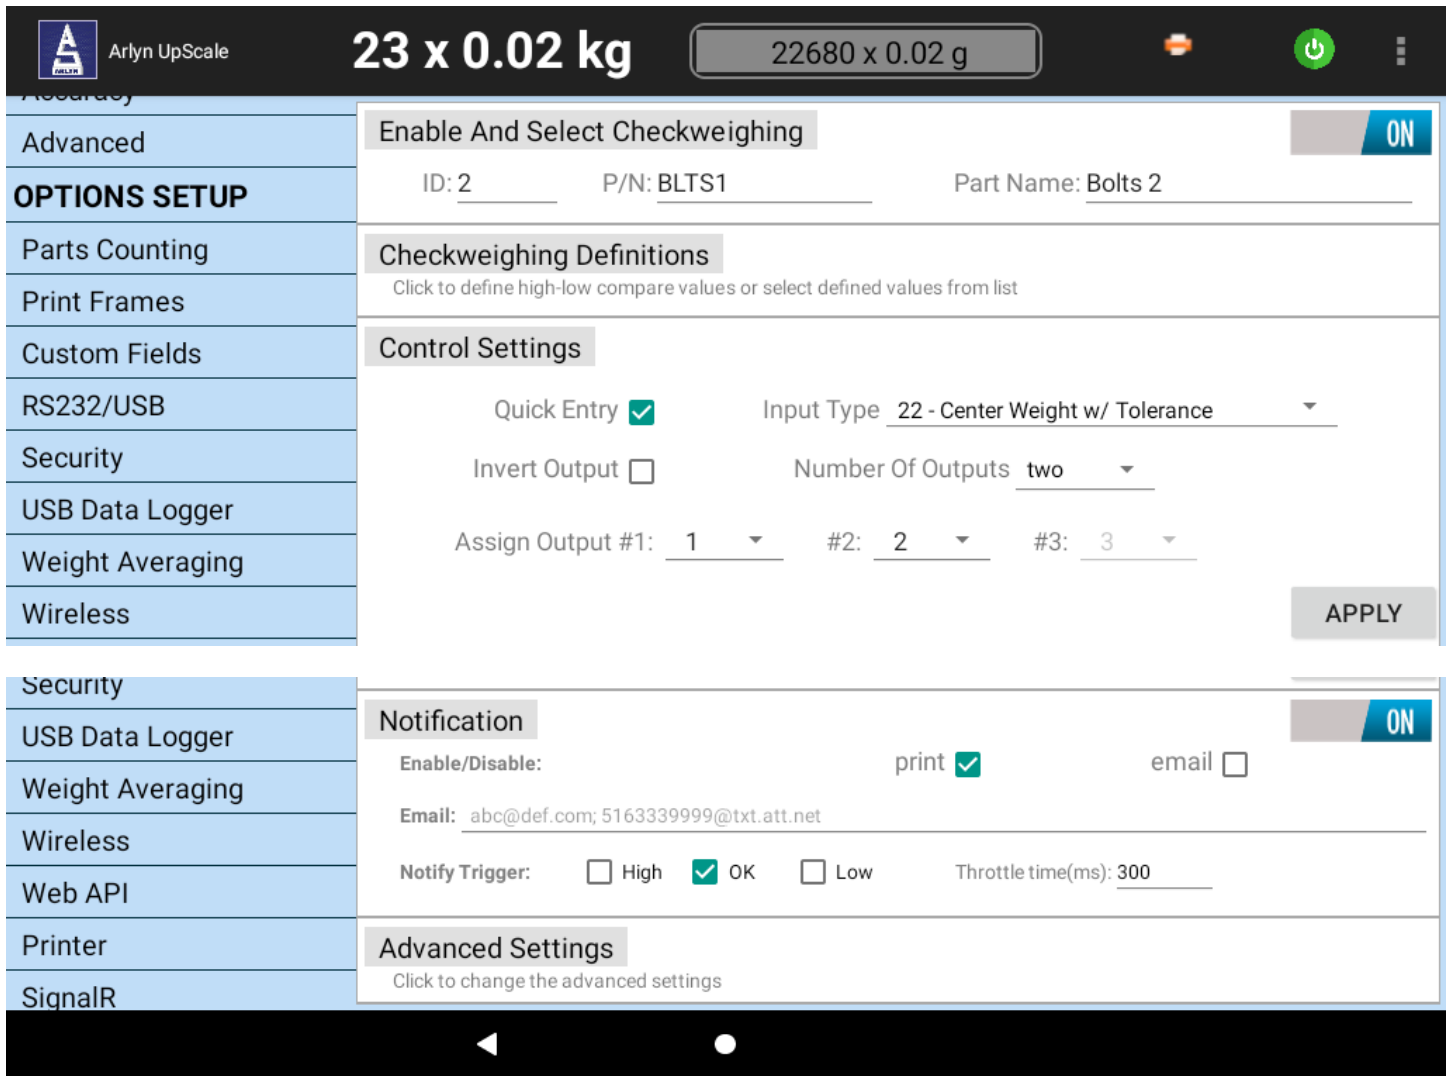 ARLYN
Arlyn UpScale
23 x 0.02 kg
22680 x 0.02 g
Accuracy
Advanced
OPTIONS SETUP
Parts Counting
Print Frames
Custom Fields
RS232/USB
Security
USB Data Logger
Weight Averaging
Wireless
Enable And Select Checkweighing
ON
ID: 2 P/N: BLTS1 Part Name: Bolts 2
Checkweighing Definitions
Click to define high-low compare values or select defined values from list
Control Settings
Quick Entry Input Type 22 - Center Weight w/ Tolerance
Invert Output Number Of Outputs two
Assign Output #1: 1 #2: 2 #3: 3
APPLY
Security
USB Data Logger
Weight Averaging
Wireless
Web API
Printer
SignalR
Notification
ON
Enable/Disable: print email
Email: abc@def.com; 5163339999@txt.att.net
Notify Trigger: High OK Low Throttle time(ms): 300
Advanced Settings
Click to change the advanced settings